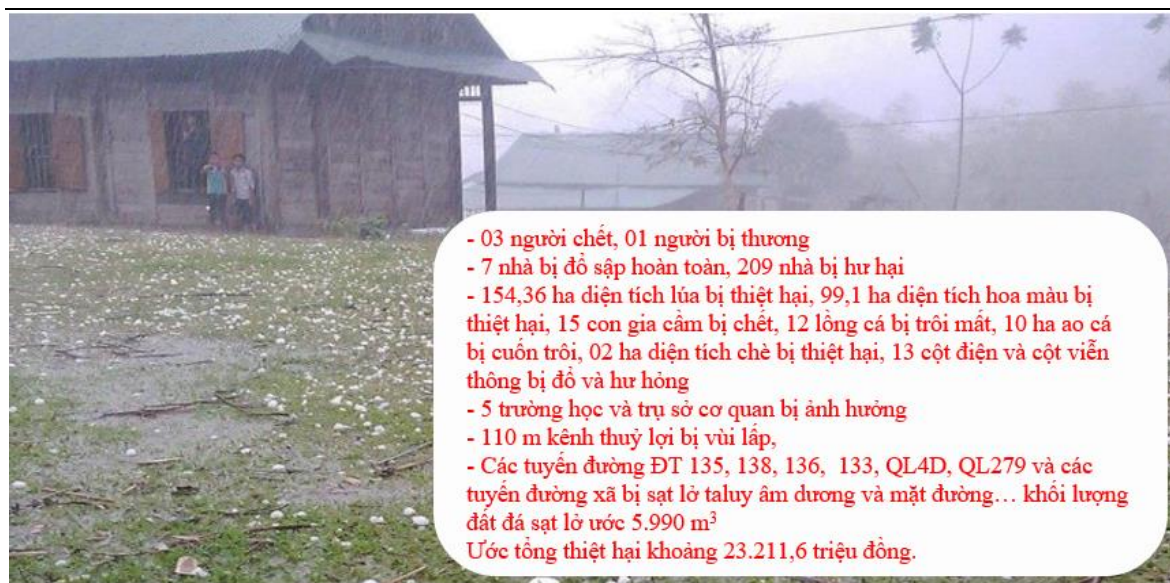 - 03 người chết, 01 người bị thương
- 7 nhà bị đổ sập hoàn toàn, 209 nhà bị hư hại
- 154,36 ha diện tích lúa bị thiệt hại, 99,1 ha diện tích hoa màu bị
thiệt hại, 15 con gia cầm bị chết, 12 lồng cá bị trôi mất, 10 ha ao cá
bị cuốn trôi, 02 ha diện tích chè bị thiệt hại, 13 cột điện và cột viễn
thông bị đổ và hư hỏng
- 5 trường học và trụ sở cơ quan bị ảnh hưởng
- 110 m kênh thuỷ lợi bị vùi lấp,
- Các tuyến đường ĐT 135, 138, 136, 133, QL4D, QL279 và các
tuyến đường xã bị sạt lở taluy âm dương và mặt đường… khối lượng
đất đá sạt lở ước 5.990 m³
Ước tổng thiệt hại khoảng 23.211,6 triệu đồng.